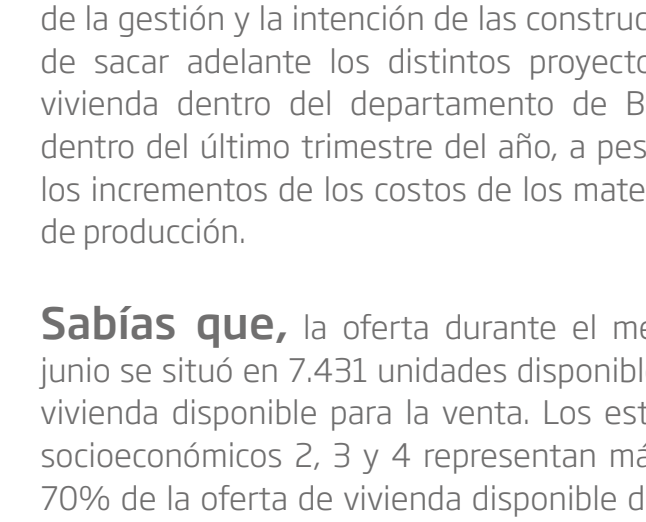 de la gestión y la intención de las construc
de sacar adelante los distintos proyecto
vivienda dentro del departamento de B
dentro del último trimestre del año, a pes
los incrementos de los costos de los mate
de producción.
Sabías que, la oferta durante el me
junio se situó en 7.431 unidades disponible
vivienda disponible para la venta. Los est
socioeconómicos 2, 3 y 4 representan má
70% de la oferta de vivienda disponible d